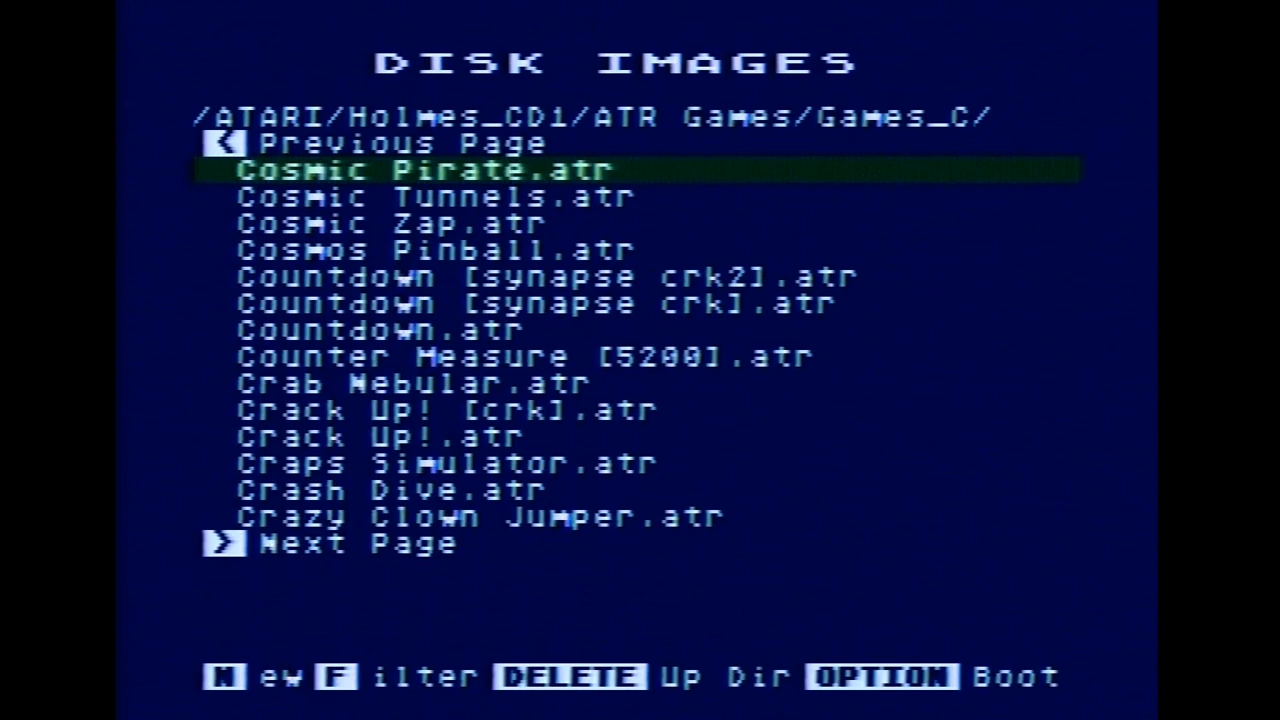 DISK IMAGES
/ATARI/Holmes_CD1/ATR Games/Games_C/
< Previous Page
Cosmic Pirate.atr
Cosmic Tunnels.atr
Cosmic Zap.atr
Cosmos Pinball.atr
Countdown [synapse crk2].atr
Countdown [synapse crk].atr
Countdown.atr
Counter Measure [5200].atr
Crab Nebular.atr
Crack Up! [crk].atr
Crack Up!.atr
Craps Simulator.atr
Crash Dive.atr
Crazy Clown Jumper.atr
> Next Page
New Filter DELETE Up Dir OPTION Boot